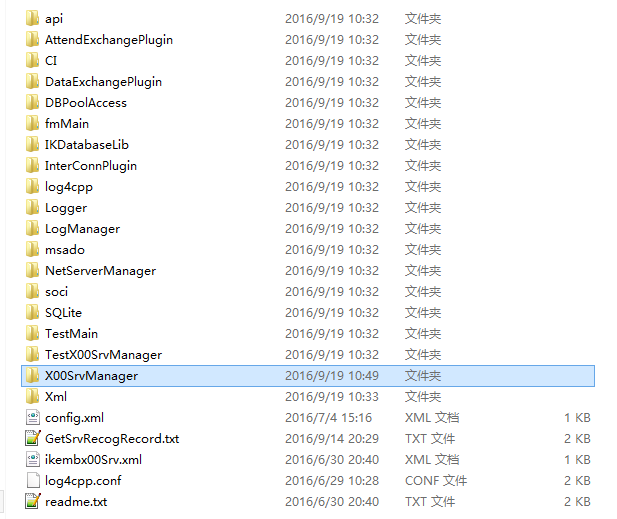 api 2016/9/19 10:32 文件夹
AttendExchangePlugin 2016/9/19 10:32 文件夹
CI 2016/9/19 10:32 文件夹
DataExchangePlugin 2016/9/19 10:32 文件夹
DBPoolAccess 2016/9/19 10:32 文件夹
fmMain 2016/9/19 10:32 文件夹
IKDatabaseLib 2016/9/19 10:32 文件夹
InterConnPlugin 2016/9/19 10:32 文件夹
log4cpp 2016/9/19 10:32 文件夹
Logger 2016/9/19 10:32 文件夹
LogManager 2016/9/19 10:32 文件夹
msado 2016/9/19 10:32 文件夹
NetServerManager 2016/9/19 10:32 文件夹
soci 2016/9/19 10:32 文件夹
SQLite 2016/9/19 10:32 文件夹
TestMain 2016/9/19 10:32 文件夹
TestX00SrvManager 2016/9/19 10:32 文件夹
X00SrvManager 2016/9/19 10:49 文件夹
Xml 2016/9/19 10:33 文件夹
config.xml 2016/7/4 15:16 XML 文档 1 KB
GetSrvRecogRecord.txt 2016/9/14 20:29 TXT 文件 2 KB
ikembx00Srv.xml 2016/6/30 20:40 XML 文档 1 KB
log4cpp.conf 2016/6/29 10:28 CONF 文件 2 KB
readme.txt 2016/6/30 20:40 TXT 文件 2 KB